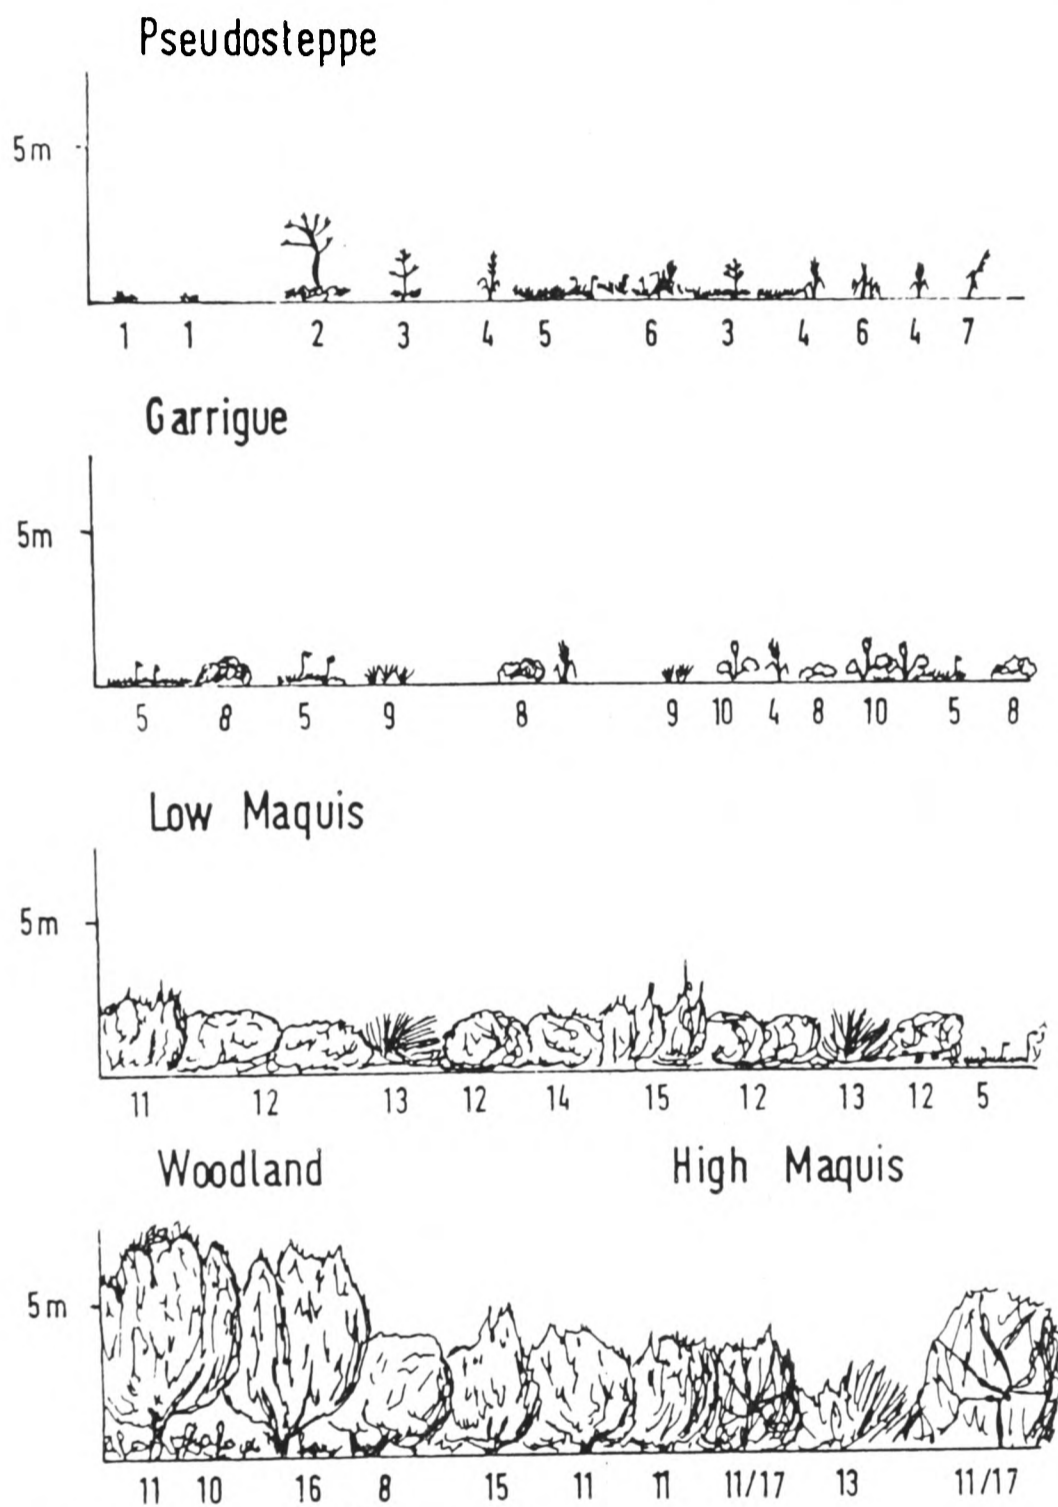 Pseudosteppe
5m
1 1 2 3 4 5 6 3 4 6 4 7
Garrigue
5m
5 8 5 9 8 9 10 4 8 10 5 8
Low Maquis
5m
11 12 13 12 14 15 12 13 12 5
Woodland High Maquis
5m
11 10 16 8 15 11 11 11/17 13 11/17